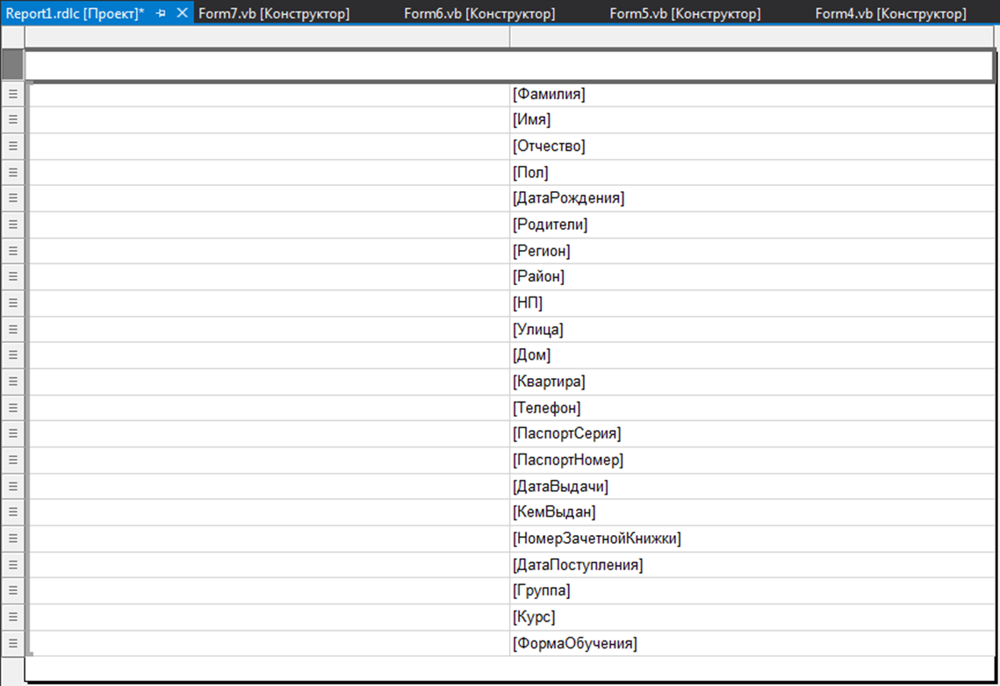 Report1.rdlc [Проект]* Form7.vb [Конструктор] Form6.vb [Конструктор] Form5.vb [Конструктор] Form4.vb [Конструктор]
[Фамилия]
[Имя]
[Отчество]
[Пол]
[ДатаРождения]
[Родители]
[Регион]
[Район]
[НП]
[Улица]
[Дом]
[Квартира]
[Телефон]
[ПаспортСерия]
[ПаспортНомер]
[ДатаВыдачи]
[КемВыдан]
[НомерЗачетнойКнижки]
[ДатаПоступления]
[Группа]
[Курс]
[ФормаОбучения]